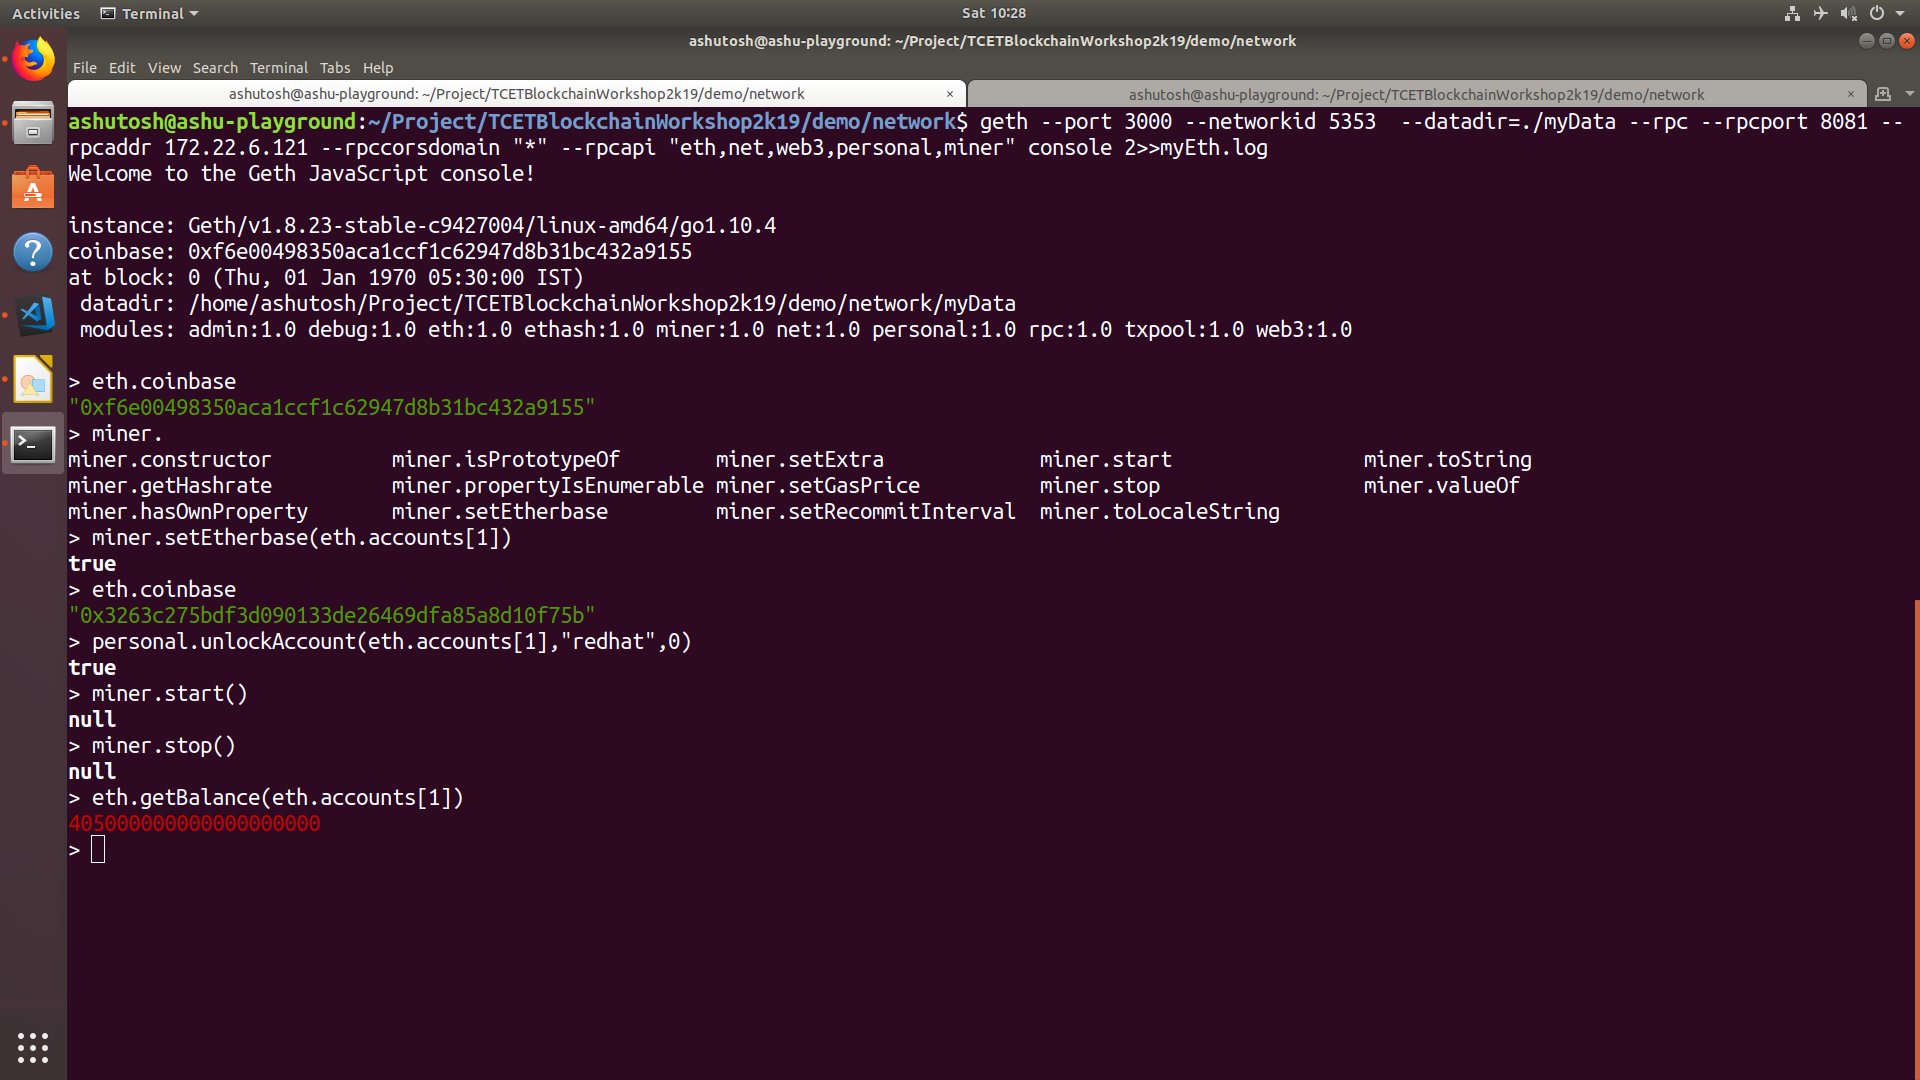 Activities Terminal Sat 10:28
ashutosh@ashu-playground: ~/Project/TCETBlockchainWorkshop2k19/demo/network
File Edit View Search Terminal Tabs Help
ashutosh@ashu-playground: ~/Project/TCETBlockchainWorkshop2k19/demo/network × ashutosh@ashu-playground: ~/Project/TCETBlockchainWorkshop2k19/demo/network ×
ashutosh@ashu-playground:~/Project/TCETBlockchainWorkshop2k19/demo/network$ geth --port 3000 --networkid 5353  --datadir=./myData --rpc --rpcport 8081 --
rpcaddr 172.22.6.121 --rpccorsdomain "*" --rpcapi "eth,net,web3,personal,miner" console 2>>myEth.log
Welcome to the Geth JavaScript console!
instance: Geth/v1.8.23-stable-c9427004/linux-amd64/go1.10.4
coinbase: 0xf6e00498350aca1ccf1c62947d8b31bc432a9155
at block: 0 (Thu, 01 Jan 1970 05:30:00 IST)
datadir: /home/ashutosh/Project/TCETBlockchainWorkshop2k19/demo/network/myData
modules: admin:1.0 debug:1.0 eth:1.0 ethash:1.0 miner:1.0 net:1.0 personal:1.0 rpc:1.0 txpool:1.0 web3:1.0
> eth.coinbase
"0xf6e00498350aca1ccf1c62947d8b31bc432a9155"
> miner.
miner.constructor miner.isPrototypeOf miner.setExtra miner.start miner.toString
miner.getHashrate miner.propertyIsEnumerable miner.setGasPrice miner.stop miner.valueOf
miner.hasOwnProperty miner.setEtherbase miner.setRecommitInterval miner.toLocaleString
> miner.setEtherbase(eth.accounts[1])
true
> eth.coinbase
"0x3263c275bdf3d090133de26469dfa85a8d10f75b"
> personal.unlockAccount(eth.accounts[1],"redhat",0)
true
> miner.start()
null
> miner.stop()
null
> eth.getBalance(eth.accounts[1])
405000000000000000000
>